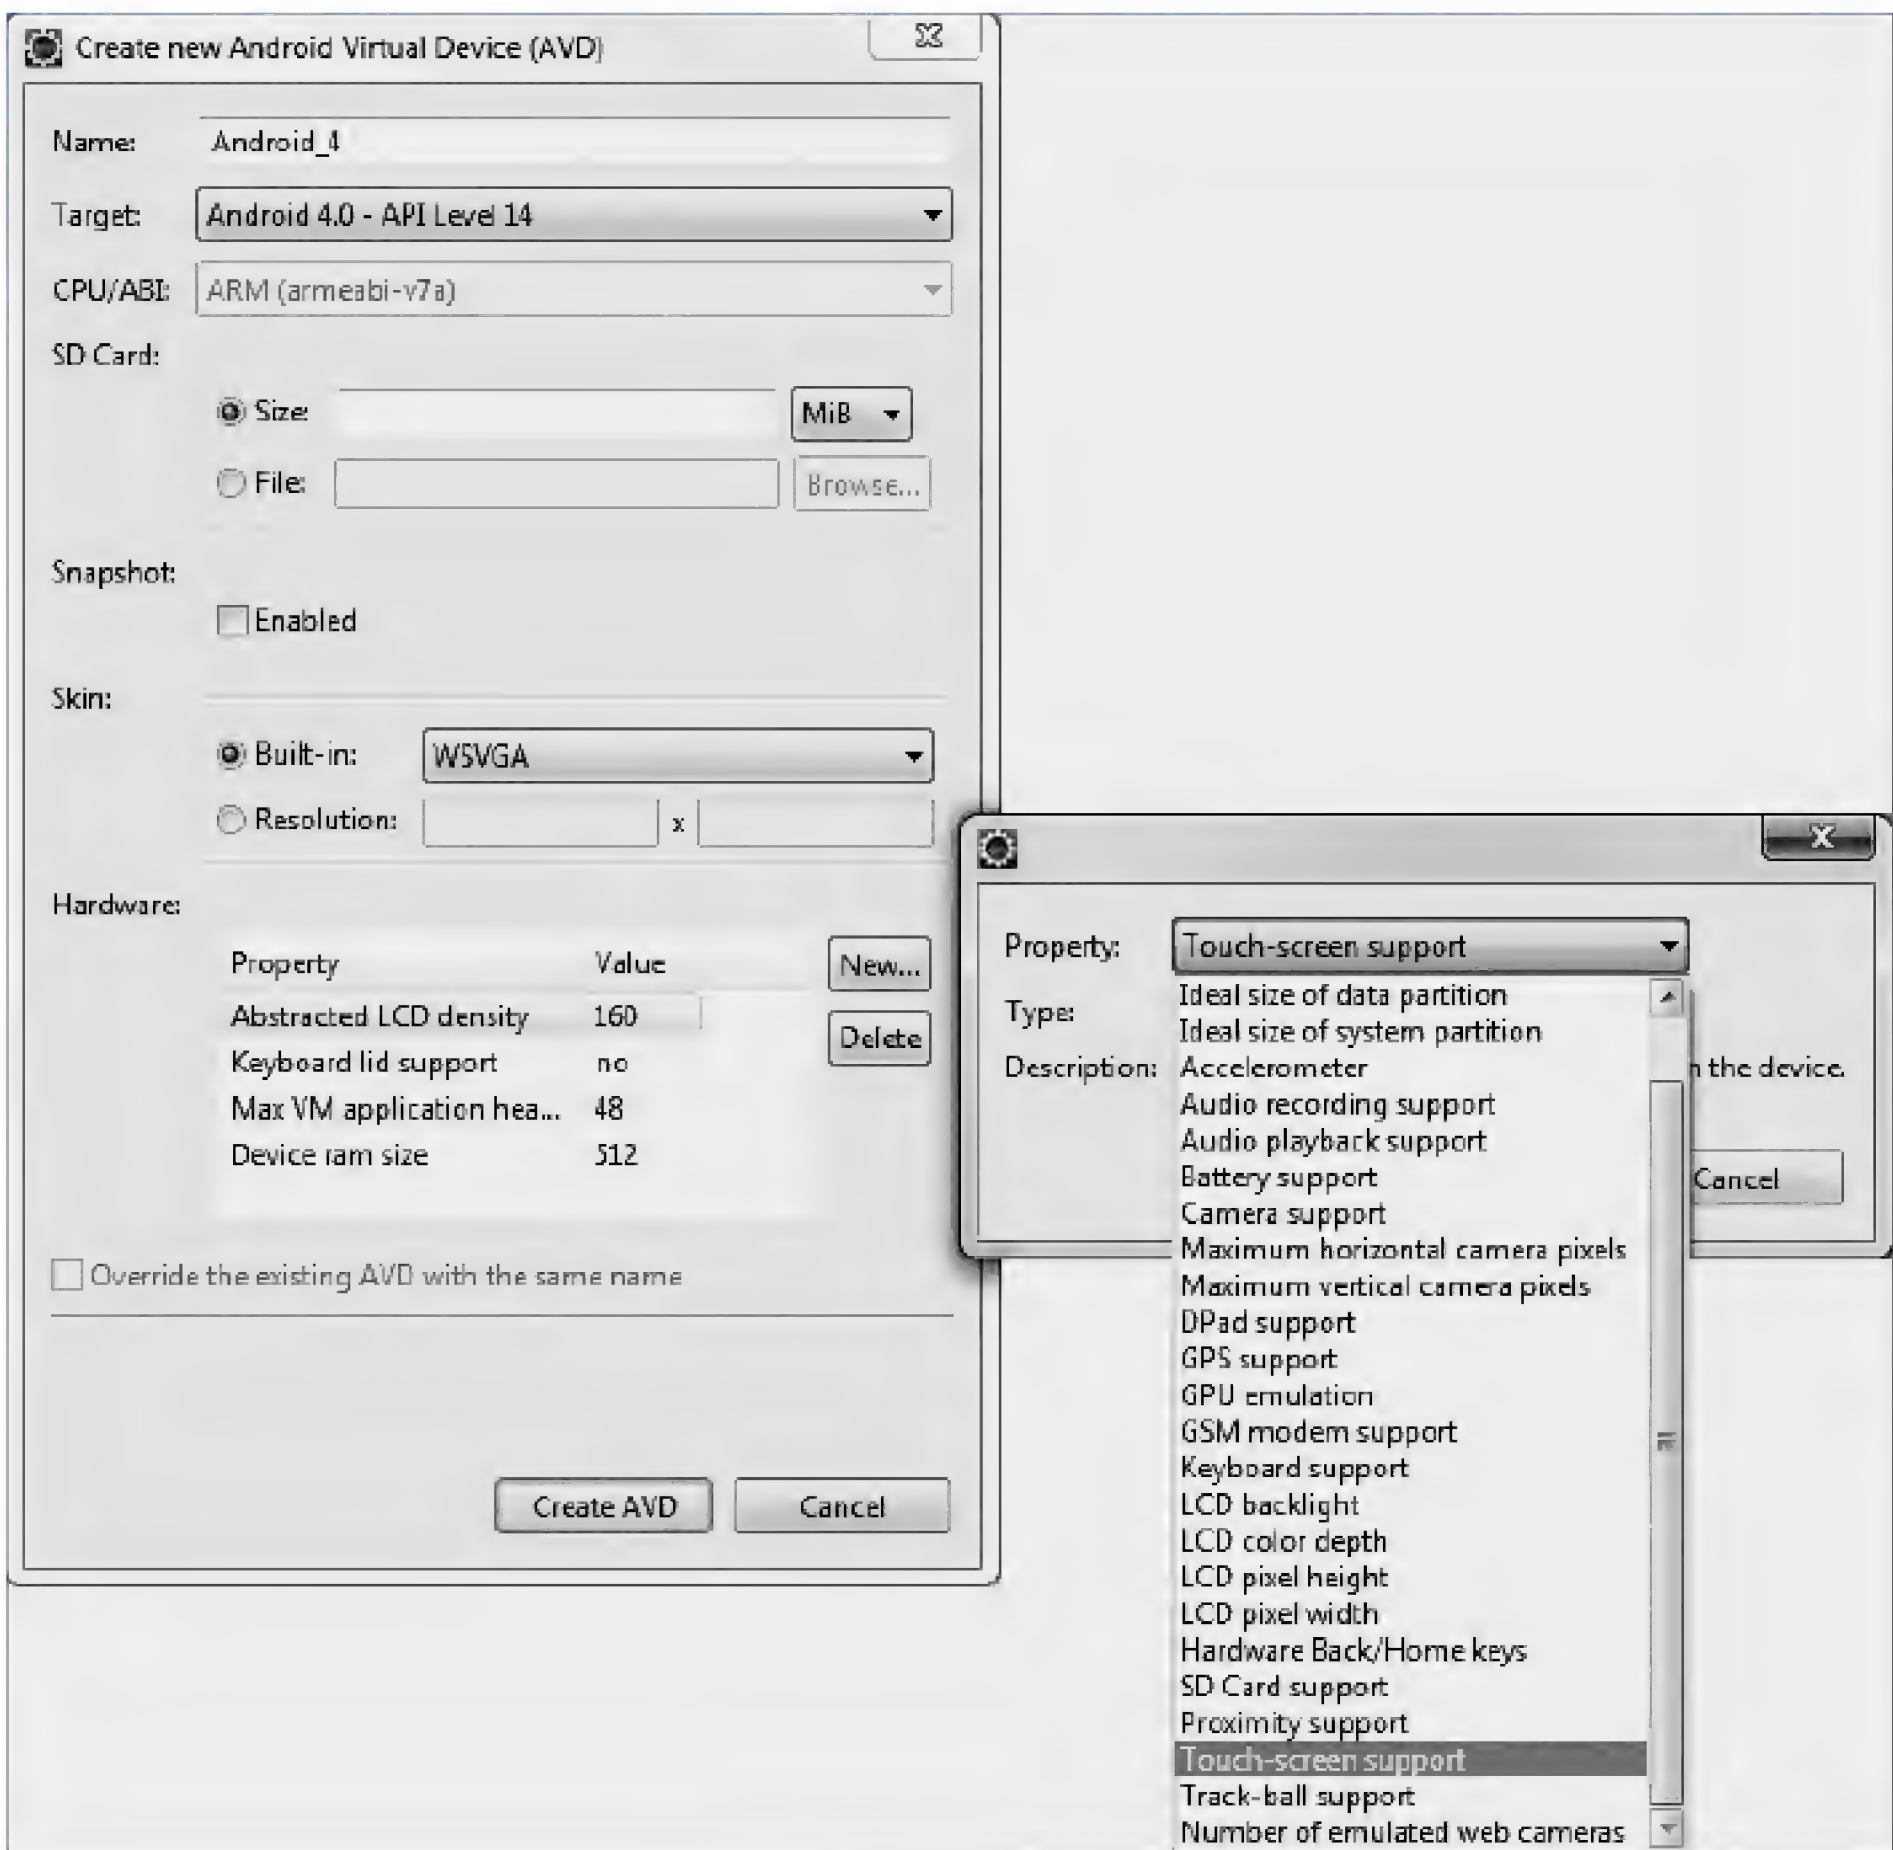 Create new Android Virtual Device (AVD)
Name: Android_4
Target: Android 4.0 - API Level 14
CPU/ABI: ARM (armeabi-v7a)
SD Card:
Size: MiB
File: Browse...
Snapshot:
Enabled
Skin:
Built-in: WSVGA
Resolution: x
Hardware:
Property Value New...
Abstracted LCD density 160
Keyboard lid support no
Max VM application hea... 48
Device ram size 512
Delete
Override the existing AVD with the same name
Create AVD Cancel
Property: Touch-screen support
Type:
Description: the device.
Cancel
Ideal size of data partition
Ideal size of system partition
Accelerometer
Audio recording support
Audio playback support
Battery support
Camera support
Maximum horizontal camera pixels
Maximum vertical camera pixels
DPad support
GPS support
GPU emulation
GSM modem support
Keyboard support
LCD backlight
LCD color depth
LCD pixel height
LCD pixel width
Hardware Back/Home keys
SD Card support
Proximity support
Touch-screen support
Track-ball support
Number of emulated web cameras